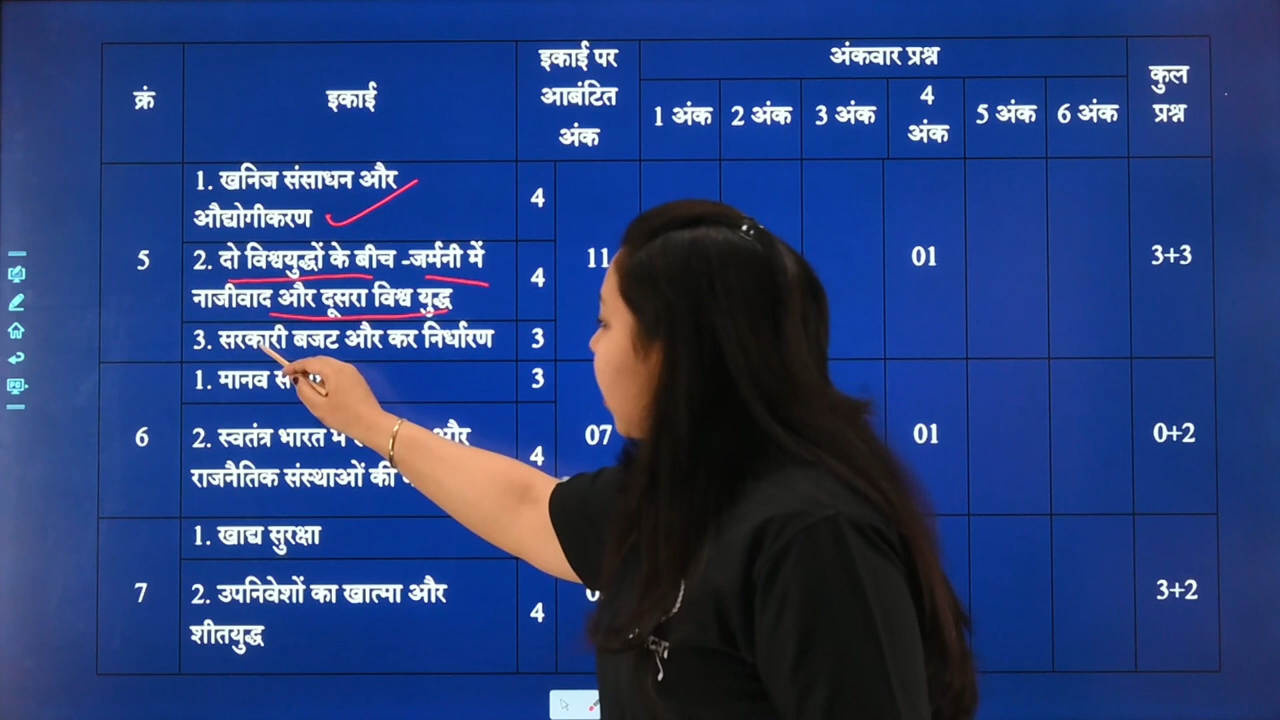 क्रं
इकाई
इकाई पर
आबंटित
अंक
अंकवार प्रश्न
1 अंक
2 अंक
3 अंक
4
अंक
5 अंक
6 अंक
कुल
प्रश्न
5
1. खनिज संसाधन और
औद्योगीकरण
4
2. दो विश्वयुद्धों के बीच -जर्मनी में
नाजीवाद और दूसरा विश्व युद्ध
4
3. सरकारी बजट और कर निर्धारण
3
11
01
3+3
6
1. मानव
3
2. स्वतंत्र भारत में और
राजनैतिक संस्थाओं की
4
07
01
0+2
7
1. खाद्य सुरक्षा
2. उपनिवेशों का खात्मा और
शीतयुद्ध
4
3+2